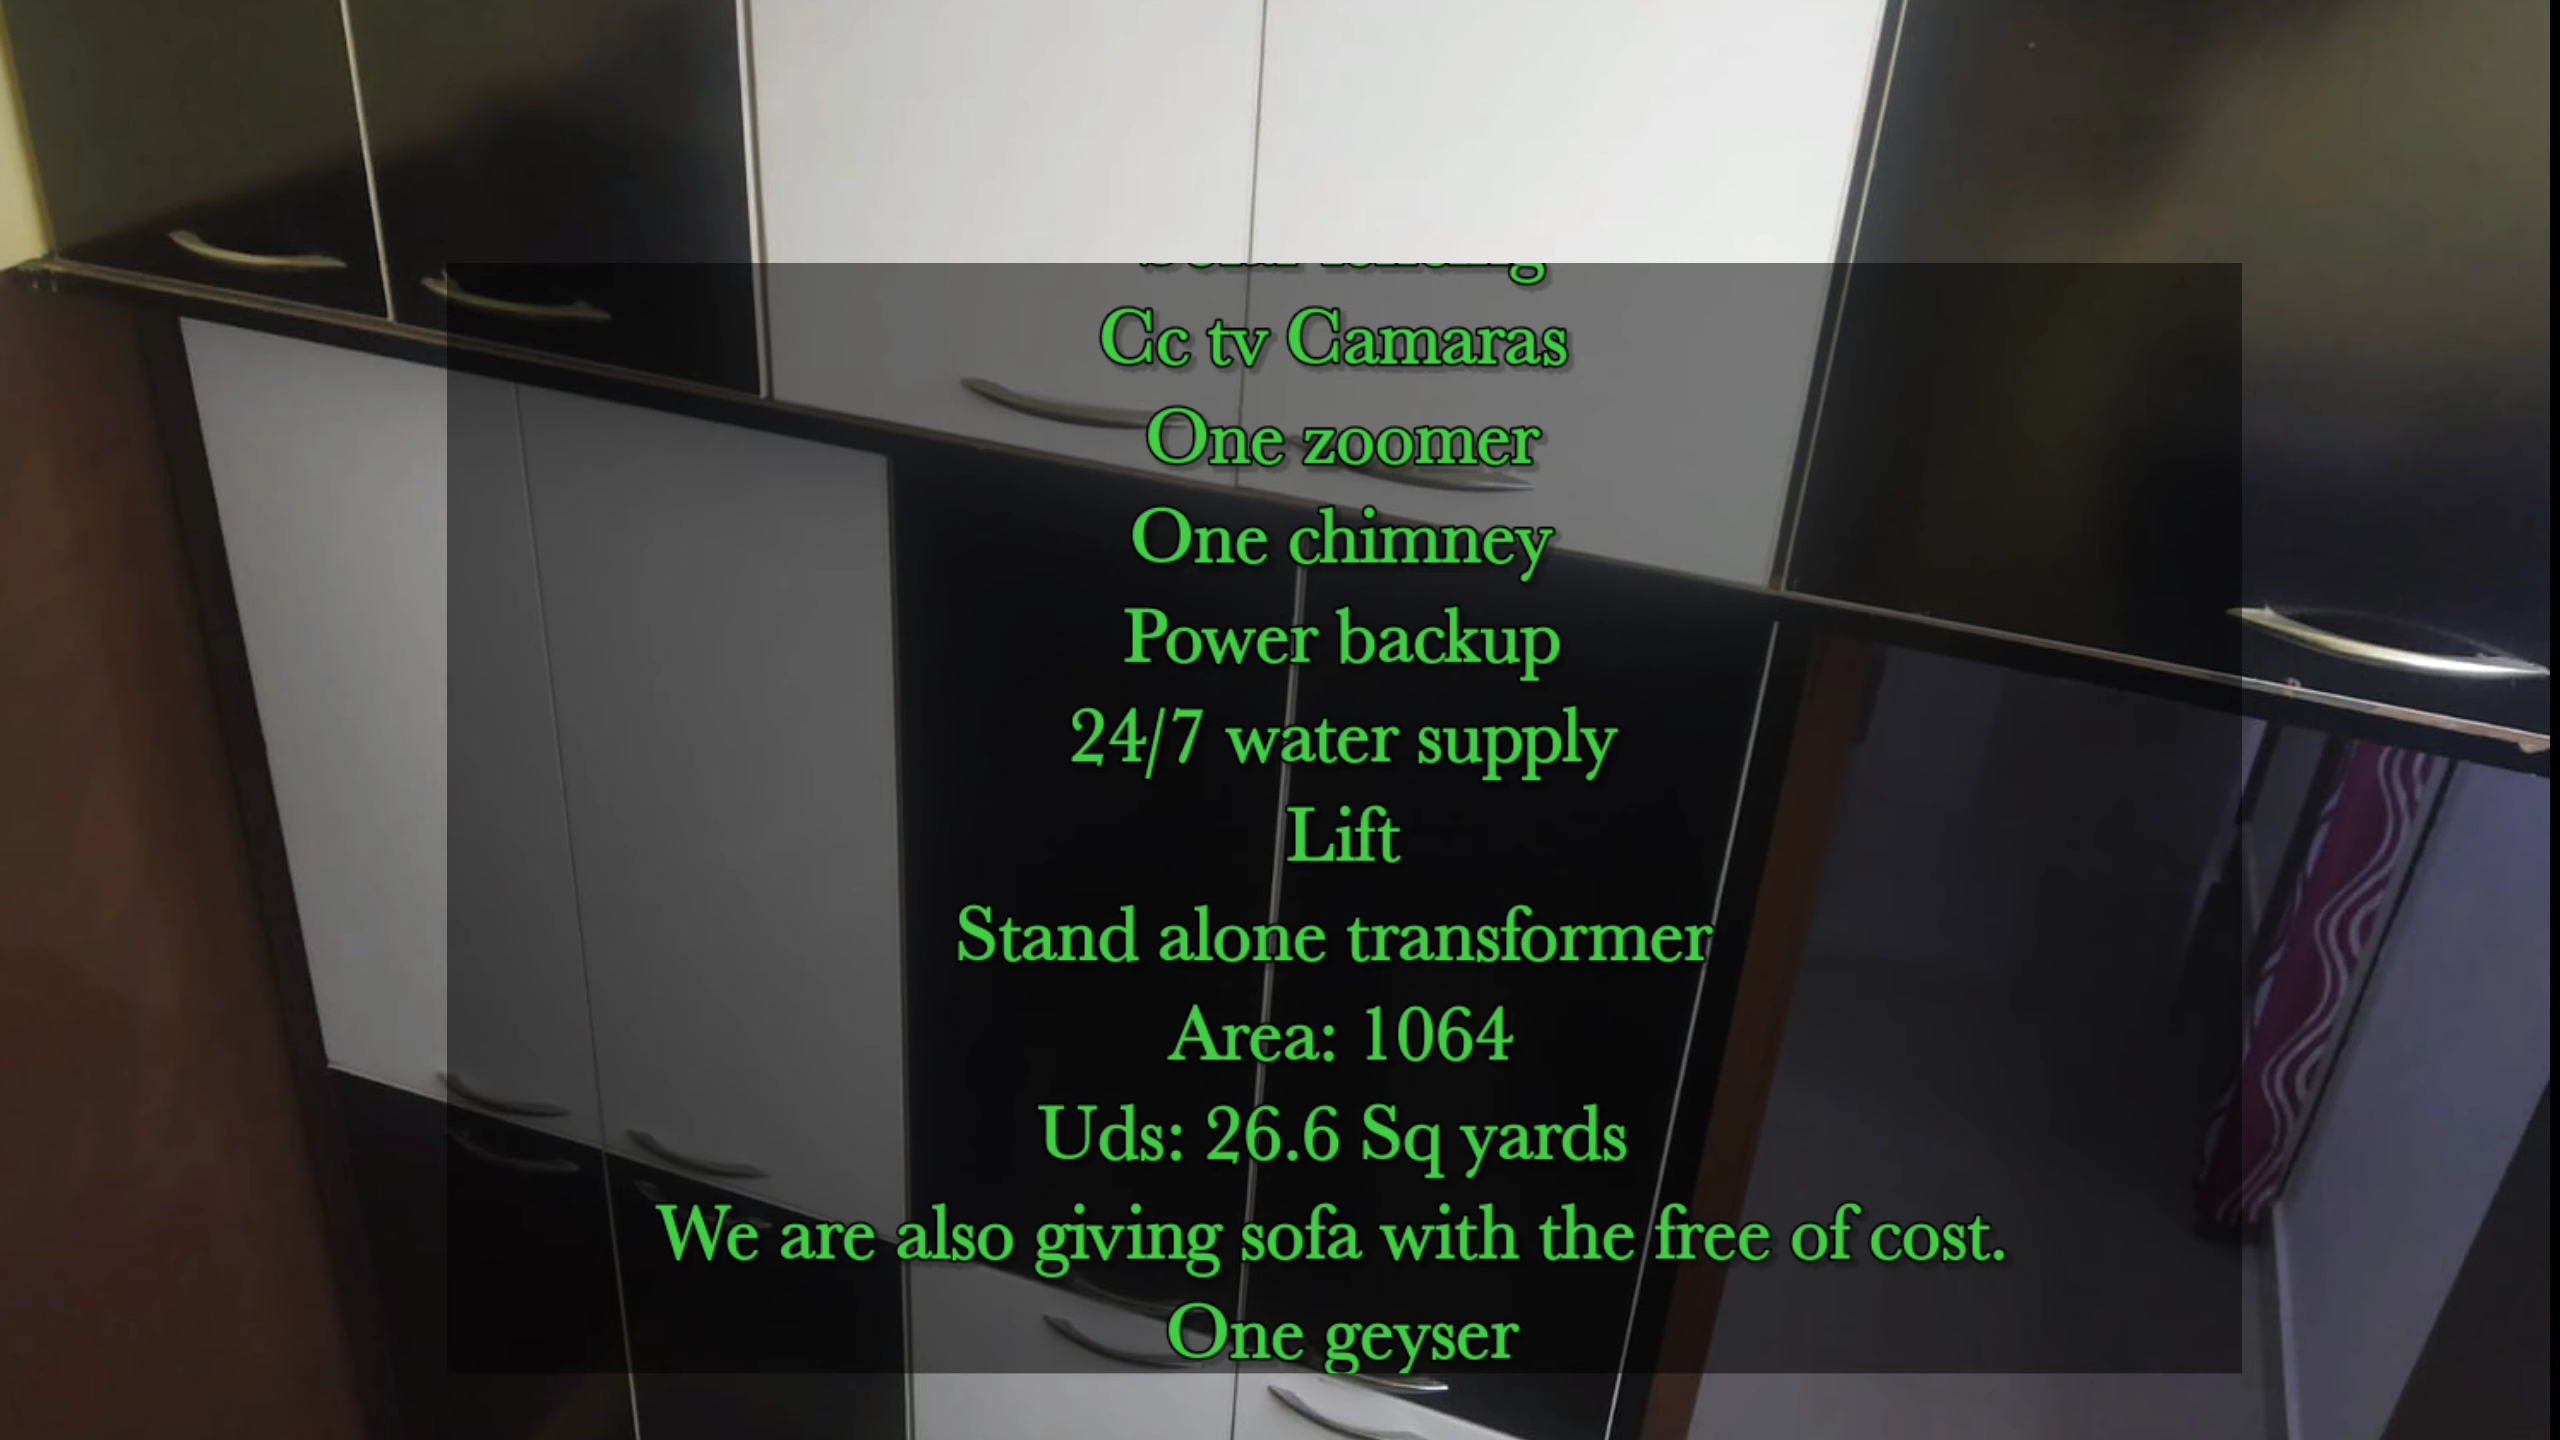 Cc tv Camaras
One zoomer
One chimney
Power backup
24/7 water supply
Lift
Stand alone transformer
Area: 1064
Uds: 26.6 Sq yards
We are also giving sofa with the free of cost.
One geyser